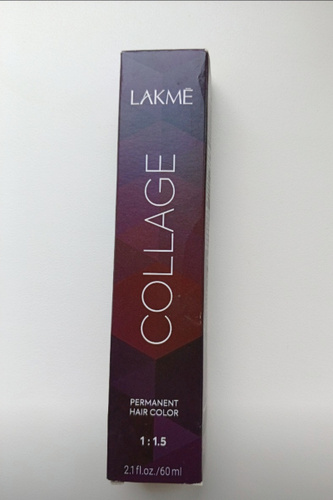 LAKMĒ
COLLAGE
PERMANENT
HAIR COLOR
1 : 1.5
2.1 fl.oz./60 ml